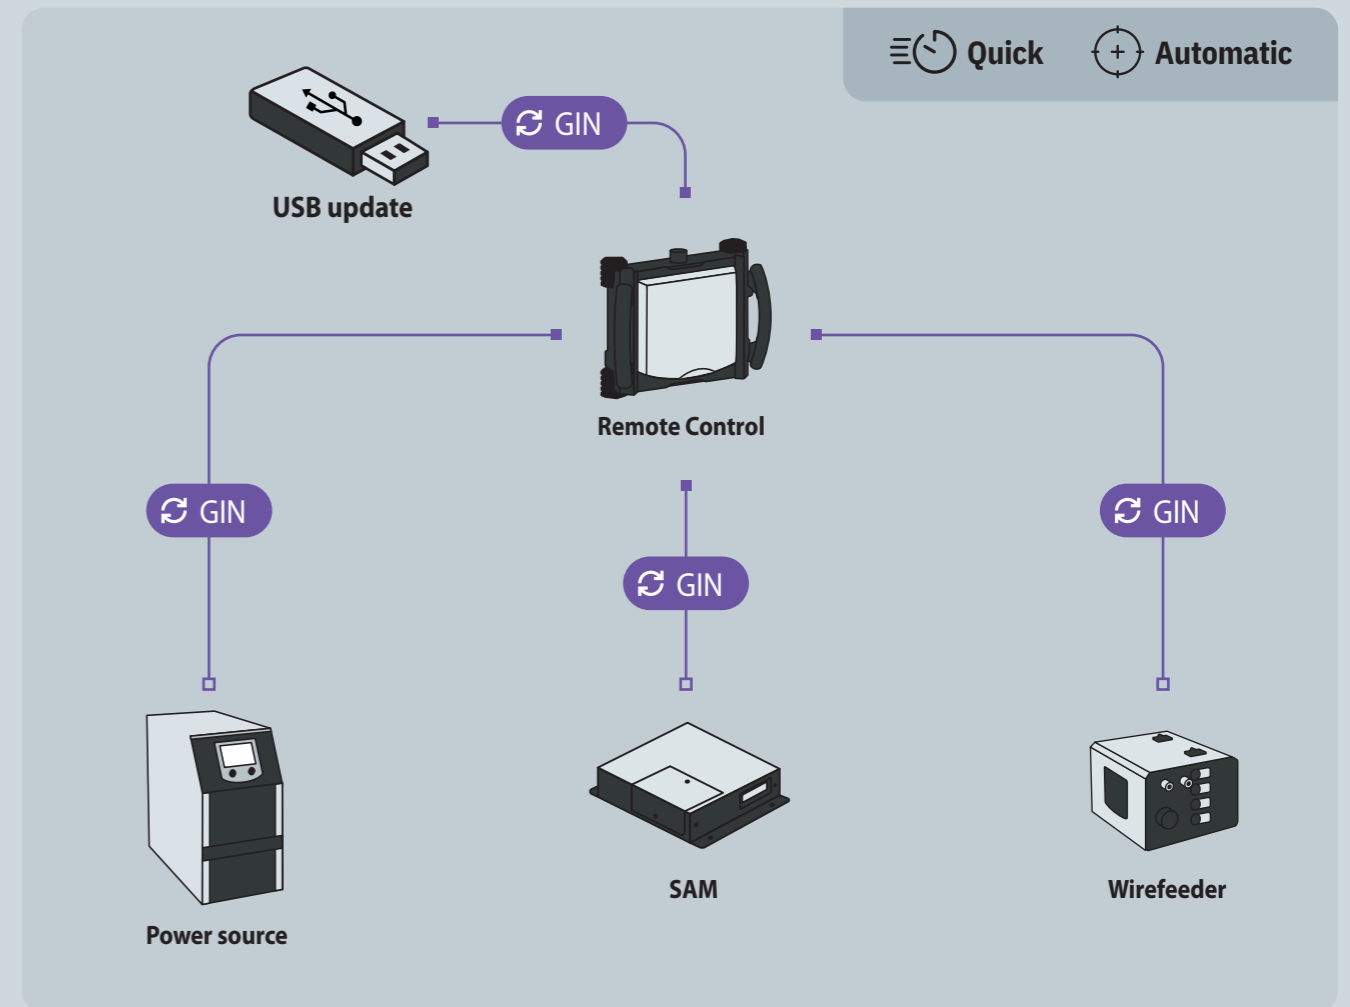 Quick
Automatic
GIN
USB update
Remote Control
GIN
GIN
GIN
Power source
SAM
Wirefeeder